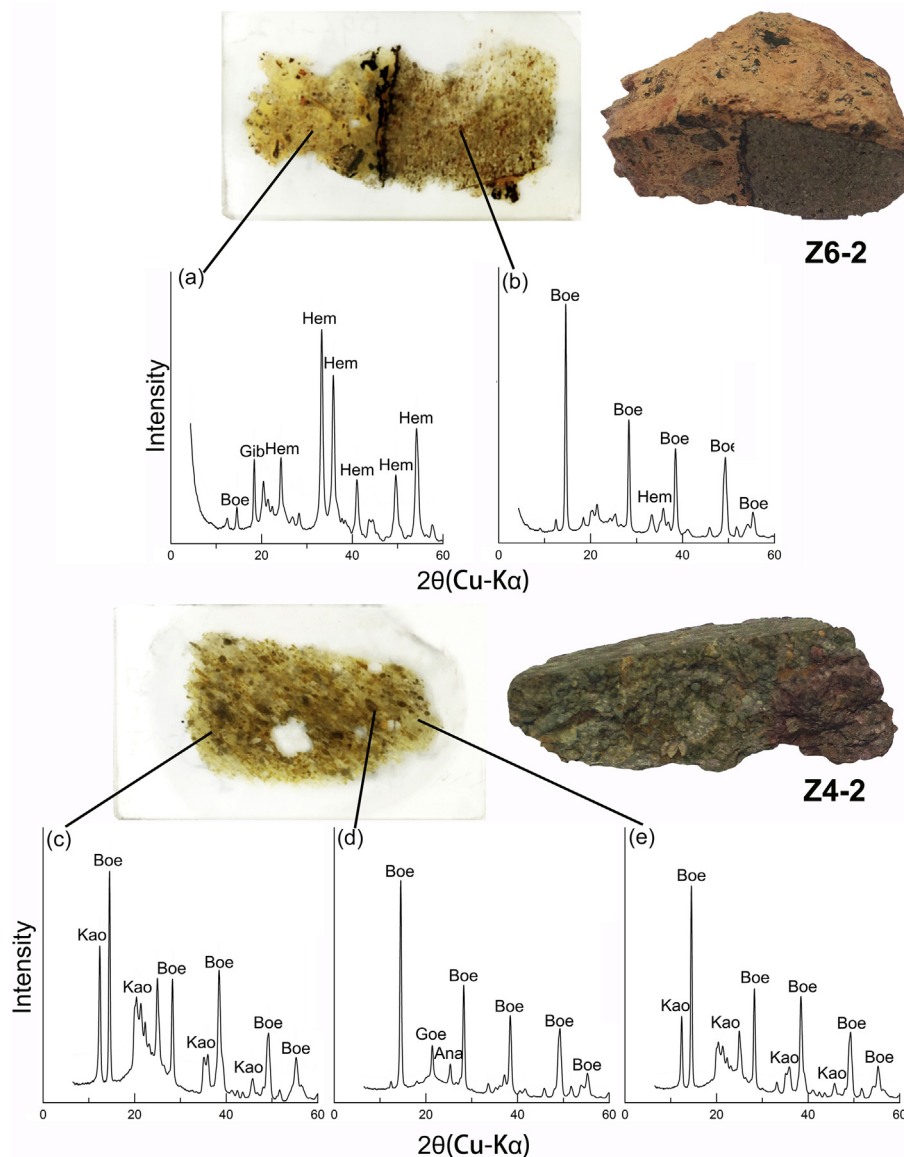 Z6-2
(a)
Intensity
Hem
Hem
Gib Hem
Hem
Hem
Hem
Boe
0 20 40 60
(b)
Boe
Boe
Boe
Boe
Hem
Boe
0 20 40 60
2θ(Cu-Kα)
Z4-2
(c)
Intensity
Boe
Kao
Boe
Boe
Kao
Kao
Boe
Kao
Boe
0 20 40 60
(d)
Boe
Boe
Boe
Goe
Ana
Boe
Boe
0 20 40 60
(e)
Boe
Boe
Boe
Kao
Kao
Boe
Kao
Kao
Boe
0 20 40 60
2θ(Cu-Kα)